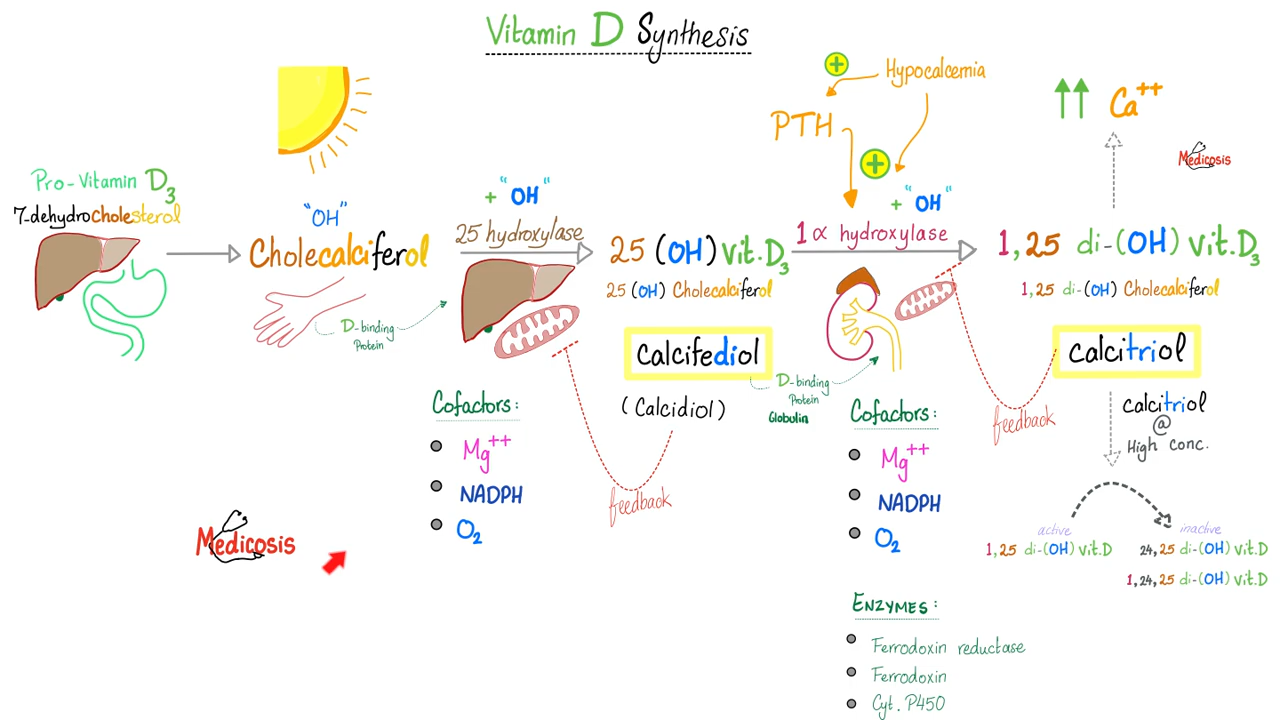 Vitamin D Synthesis
Hypocalcemia
PTH
Ca++
Medicosis
Pro-Vitamin D3
7-dehydrocholesterol
"OH"
Cholecalciferol
D-binding
Protein
+ "OH"
25 hydroxylase
25 (OH) vit.D3
25 (OH) Cholecalciferol
calcifediol
(Calcidiol)
feedback
Cofactors:
Mg++
NADPH
O2
+
+
+ "OH"
1α hydroxylase
D-binding
Protein
Globulin
Cofactors:
Mg++
NADPH
O2
Enzymes:
Ferrodoxin reductase
Ferrodoxin
Cyt. P450
1,25 di-(OH) vit.D3
1,25 di-(OH) Cholecalciferol
calcitriol
feedback
calcitriol
@
High conc.
active
1,25 di-(OH) vit.D
inactive
24,25 di-(OH) vit.D
1,24,25 di-(OH) vit.D
Medicosis